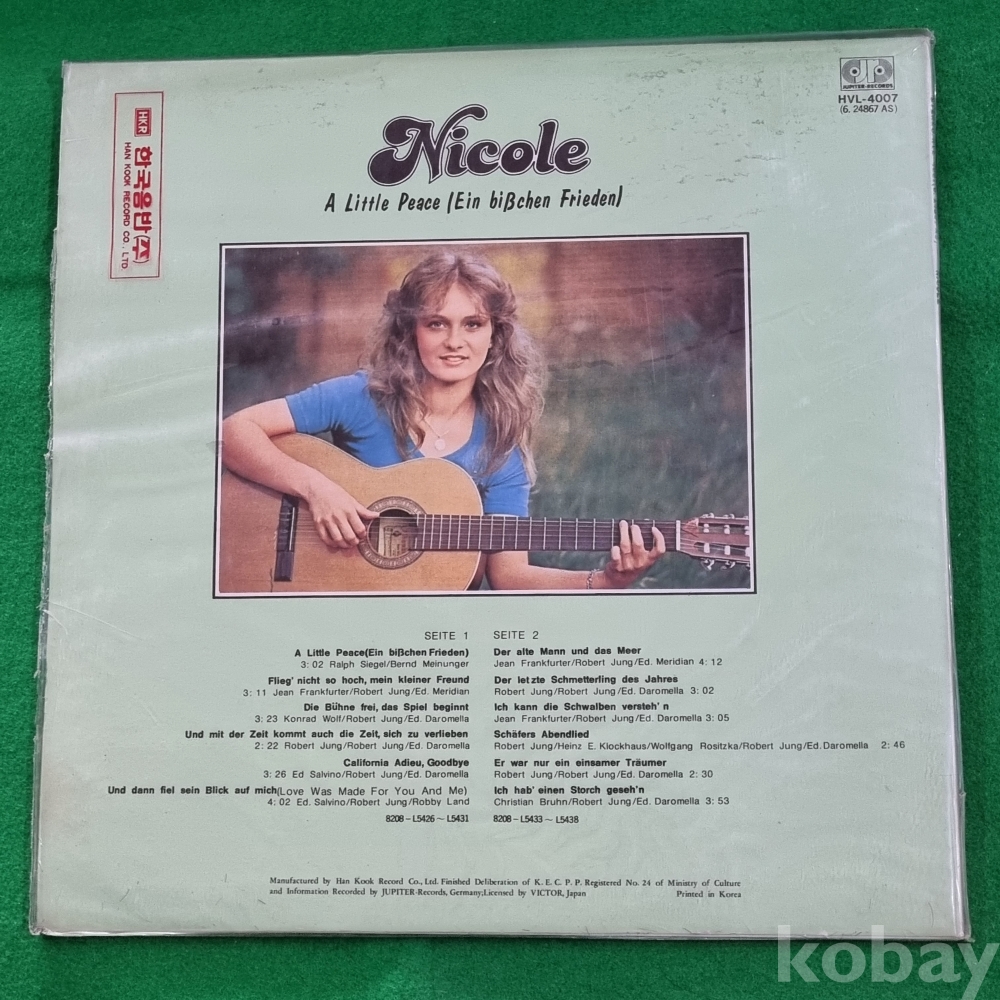 JUPITER-RECORDS
HVL-4007
(6. 24867 AS)
HKR 한국음반(주)
HAN KOOK RECORD CO., LTD.
Nicole
A Little Peace (Ein bißchen Frieden)
SEITE 1
A Little Peace(Ein bißchen Frieden)
3: 02 Ralph Siegel/Bernd Meinunger
Flieg' nicht so hoch, mein kleiner Freund
3: 11 Jean Frankfurter/Robert Jung/Ed. Meridian
Die Bühne frei, das Spiel beginnt
3: 23 Konrad Wolf/Robert Jung/Ed. Daromella
Und mit der Zeit kommt auch die Zeit, sich zu verlieben
2: 22 Robert Jung/Robert Jung/Ed. Daromella
California Adieu, Goodbye
3: 26 Ed Salvino/Robert Jung/Ed. Daromella
Und dann fiel sein Blick auf mich(Love Was Made For You And Me)
4: 02 Ed. Salvino/Robert Jung/Robby Land
8208-L5426~L5431
SEITE 2
Der alte Mann und das Meer
Jean Frankfurter/Robert Jung/Ed. Meridian 4: 12
Der letzte Schmetterling des Jahres
Robert Jung/Robert Jung/Ed. Daromella 3: 02
Ich kann die Schwalben versteh'n
Jean Frankfurter/Robert Jung/Ed. Daromella 3: 05
Schäfers Abendlied
Robert Jung/Heinz E. Klockhaus/Wolfgang Rositzka/Robert Jung/Ed. Daromella 2: 46
Er war nur ein einsamer Träumer
Robert Jung/Robert Jung/Ed. Daromella 2: 30
Ich hab' einen Storch geseh'n
Christian Bruhn/Robert Jung/Ed. Daromella 3: 53
8208-L5433~L5438
Manufactured by Han Kook Record Co., Ltd. Finished Deliberation of K. E. C. P. P. Registered No. 24 of Ministry of Culture
and Information Recorded by JUPITER-Records, Germany;Licensed by VICTOR, Japan Printed in Korea
kobay